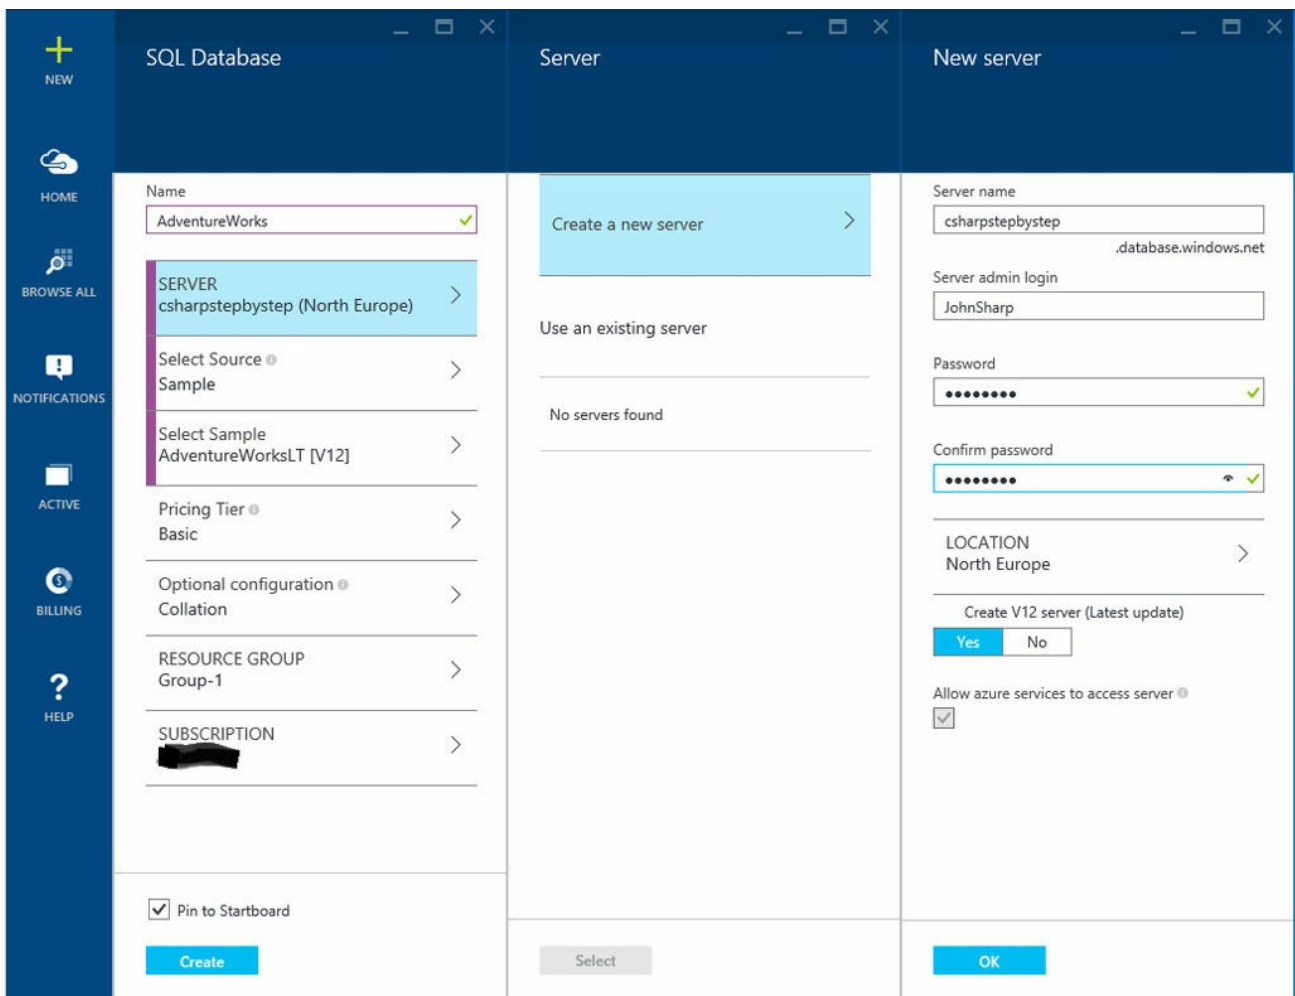 NEW
HOME
BROWSE ALL
NOTIFICATIONS
ACTIVE
BILLING
HELP
SQL Database
Name
AdventureWorks
SERVER
csharpstepbystep (North Europe)
Select Source
Sample
Select Sample
AdventureWorksLT [V12]
Pricing Tier
Basic
Optional configuration
Collation
RESOURCE GROUP
Group-1
SUBSCRIPTION
Pin to Startboard
Create
Server
Create a new server
Use an existing server
No servers found
Select
New server
Server name
csharpstepbystep
.database.windows.net
Server admin login
JohnSharp
Password
●●●●●●●●
Confirm password
●●●●●●●●
LOCATION
North Europe
Create V12 server (Latest update)
Yes No
Allow azure services to access server
OK